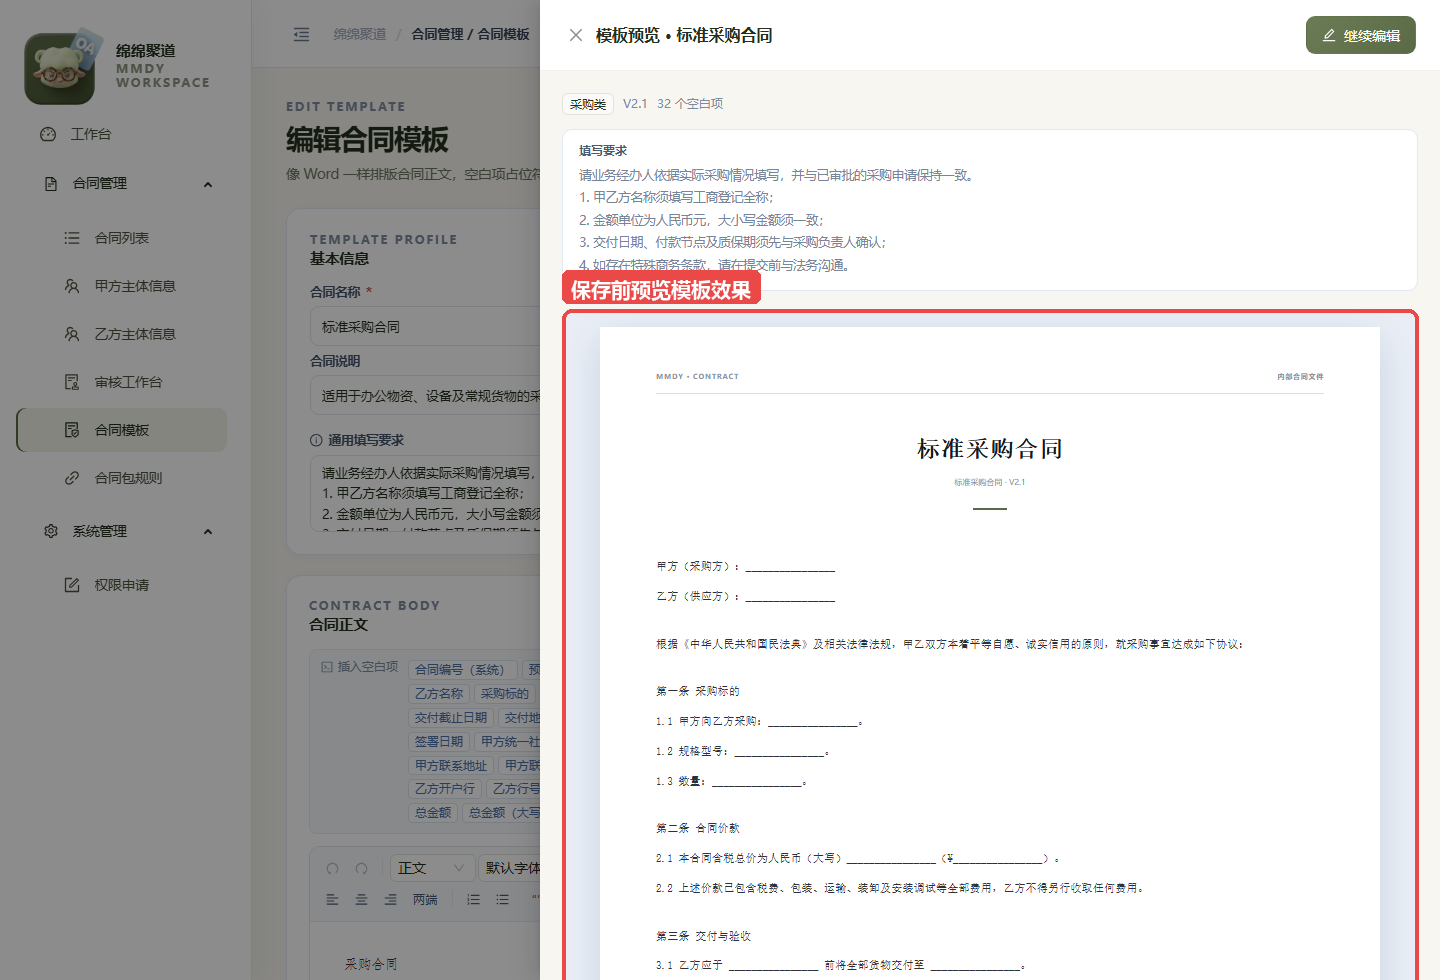 QA
绵绵聚道
MMDY
WORKSPACE
工作台
合同管理
合同列表
甲方主体信息
乙方主体信息
审核工作台
合同模板
合同包规则
系统管理
权限申请
绵绵聚道 / 合同管理 / 合同模板
EDIT TEMPLATE
编辑合同模板
像 Word 一样排版合同正文，空白项占位
TEMPLATE PROFILE
基本信息
合同名称 *
标准采购合同
合同说明
适用于办公物资、设备及常规货物的采
通用填写要求
请业务经办人依据实际采购情况填写，
1. 甲乙方名称须填写工商登记全称；
2. 金额单位为人民币元，大小写金额须
CONTRACT BODY
合同正文
插入空白项
合同编号（系统）
预
乙方名称 采购标的
交付截止日期 交付地
签署日期 甲方统一社
甲方联系地址 甲方联
乙方开户行 乙方行号
总金额 总金额（大写
正文 默认字体
两端
采购合同
模板预览 • 标准采购合同
继续编辑
采购类 V2.1 32 个空白项
填写要求
请业务经办人依据实际采购情况填写，并与已审批的采购申请保持一致。
1. 甲乙方名称须填写工商登记全称；
2. 金额单位为人民币元，大小写金额须一致；
3. 交付日期、付款节点及质保期须先与采购负责人确认；
4. 如存在特殊商务条款，请在提交前与法务沟通。
保存前预览模板效果
MMDY • CONTRACT
内部合同文件
标准采购合同
标准采购合同 · V2.1
甲方（采购方）：________________
乙方（供应方）：________________
根据《中华人民共和国民法典》及相关法律法规，甲乙双方本着平等自愿、诚实信用的原则，就采购事宜达成如下协议：
第一条 采购标的
1.1 甲方向乙方采购：________________。
1.2 规格型号：________________。
1.3 数量：________________。
第二条 合同价款
2.1 本合同含税总价为人民币（大写）________________（¥________________）。
2.2 上述价款已包含税费、包装、运输、装卸及安装调试等全部费用，乙方不得另行收取任何费用。
第三条 交付与验收
3.1 乙方应于 ________________ 前将全部货物交付至 ________________。